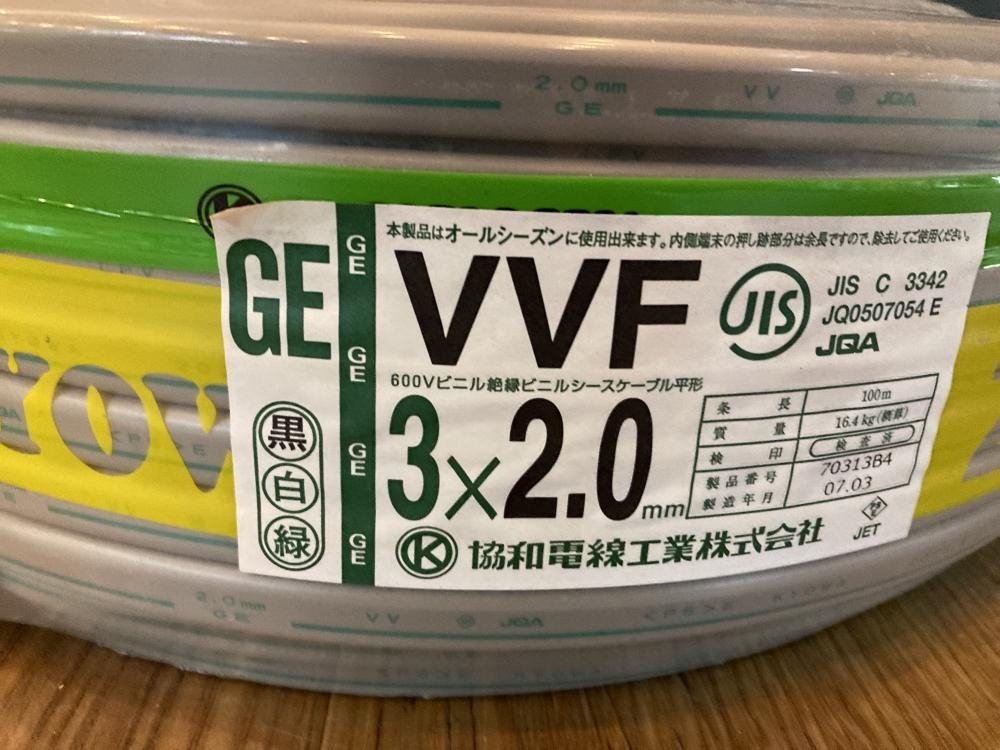 2.0mm VV JQA
GE
GE
GE
GE
GE
GE
黒
白
緑
本製品はオールシーズンに使用出来ます。内側端末の押し跡部分は余長ですので、除去してご使用ください。
VVF
JIS
JIS C 3342
JQ0507054 E
JQA
600Vビニル絶縁ビニルシースケーブル平形
3×2.0mm
条長 100m
質量 16.4kg(概算)
検印 検査済
製品番号 70313B4
製造年月 07.03
JET
K 協和電線工業株式会社
YOW
2.0mm VV JQA
GE